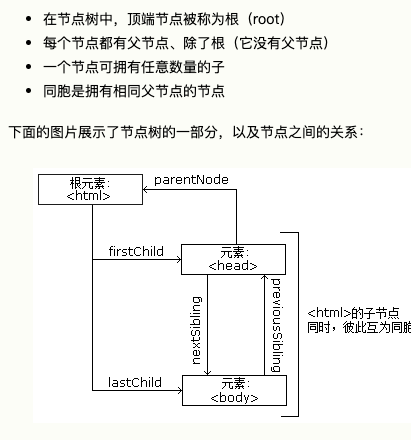 在节点树中，顶端节点被称为根（root）
每个节点都有父节点、除了根（它没有父节点）
一个节点可拥有任意数量的子
同胞是拥有相同父节点的节点
下面的图片展示了节点树的一部分，以及节点之间的关系：
parentNode
根元素：
<html>
firstChild
元素：
<head>
nextSibling
previousSibling
<html>的子节点
同时，彼此互为同胞
lastChild
元素：
<body>